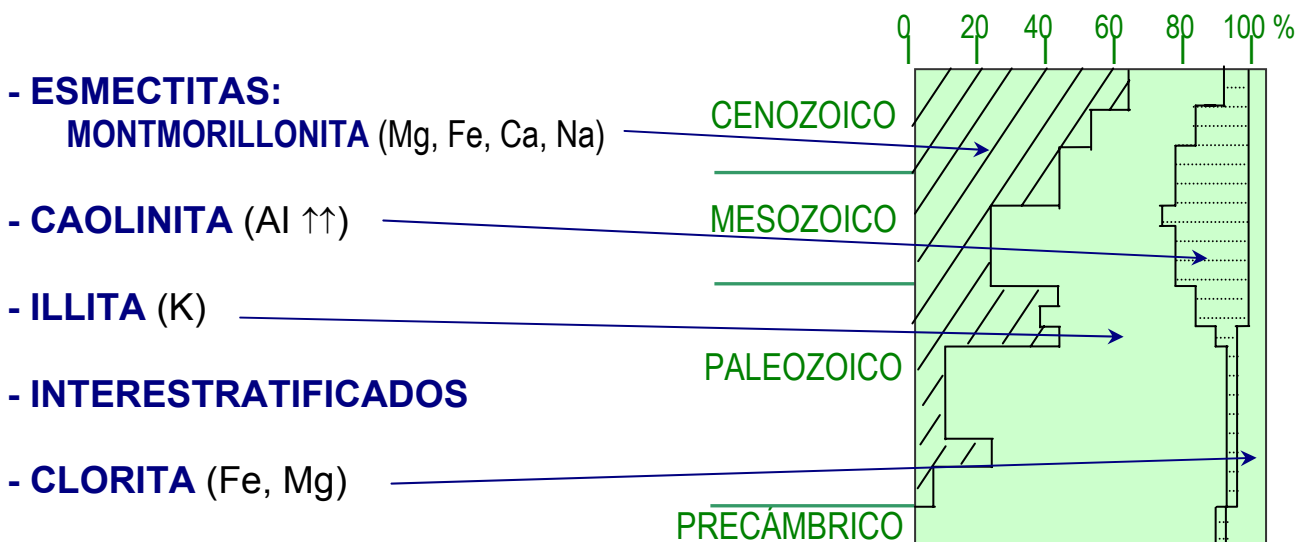 0 20 40 60 80 100 %
- ESMECTITAS:
MONTMORILLONITA (Mg, Fe, Ca, Na)
CENOZOICO
- CAOLINITA (Al ↑↑)
MESOZOICO
- ILLITA (K)
PALEOZOICO
- INTERESTRATIFICADOS
- CLORITA (Fe, Mg)
PRECÁMBRICO